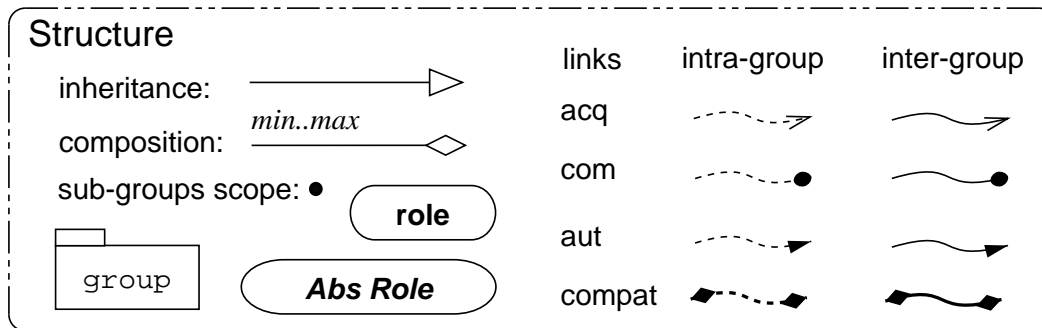 Structure
links intra-group inter-group
inheritance:
acq
min..max
composition:
com
sub-groups scope:
role
aut
group
Abs Role
compat